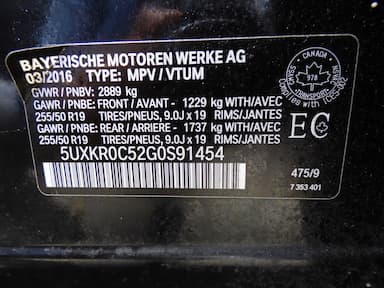 BAYERISCHE MOTOREN WERKE AG
03/2016 TYPE: MPV / VTUM
GVWR / PNBV: 2889 kg
GAWR / PNBE: FRONT / AVANT - 1229 kg WITH/AVEC
255/50 R19 TIRES/PNEUS, 9.0J x 19 RIMS/JANTES
GAWR / PNBE: REAR / ARRIERE - 1737 kg WITH/AVEC
255/50 R19 TIRES/PNEUS, 9.0J x 19 RIMS/JANTES
5UXKR0C52G0S91454
CANADA
978
TRANSPORT
EC
475/9
7 353 401